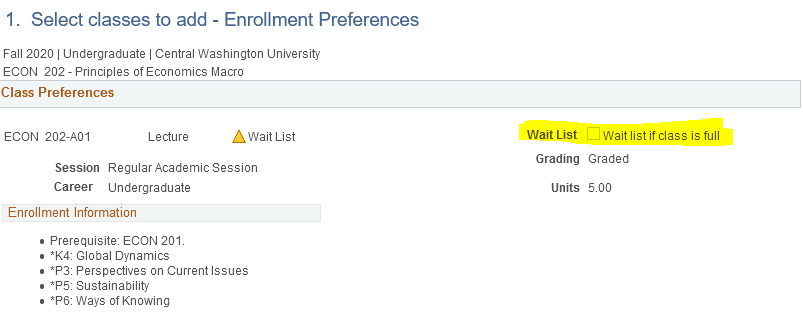 1. Select classes to add - Enrollment Preferences
Fall 2020 | Undergraduate | Central Washington University
ECON 202 - Principles of Economics Macro
Class Preferences
ECON 202-A01 Lecture Wait List Wait List Wait list if class is full
Session Regular Academic Session Grading Graded
Career Undergraduate Units 5.00
Enrollment Information
• Prerequisite: ECON 201.
• *K4: Global Dynamics
• *P3: Perspectives on Current Issues
• *P5: Sustainability
• *P6: Ways of Knowing